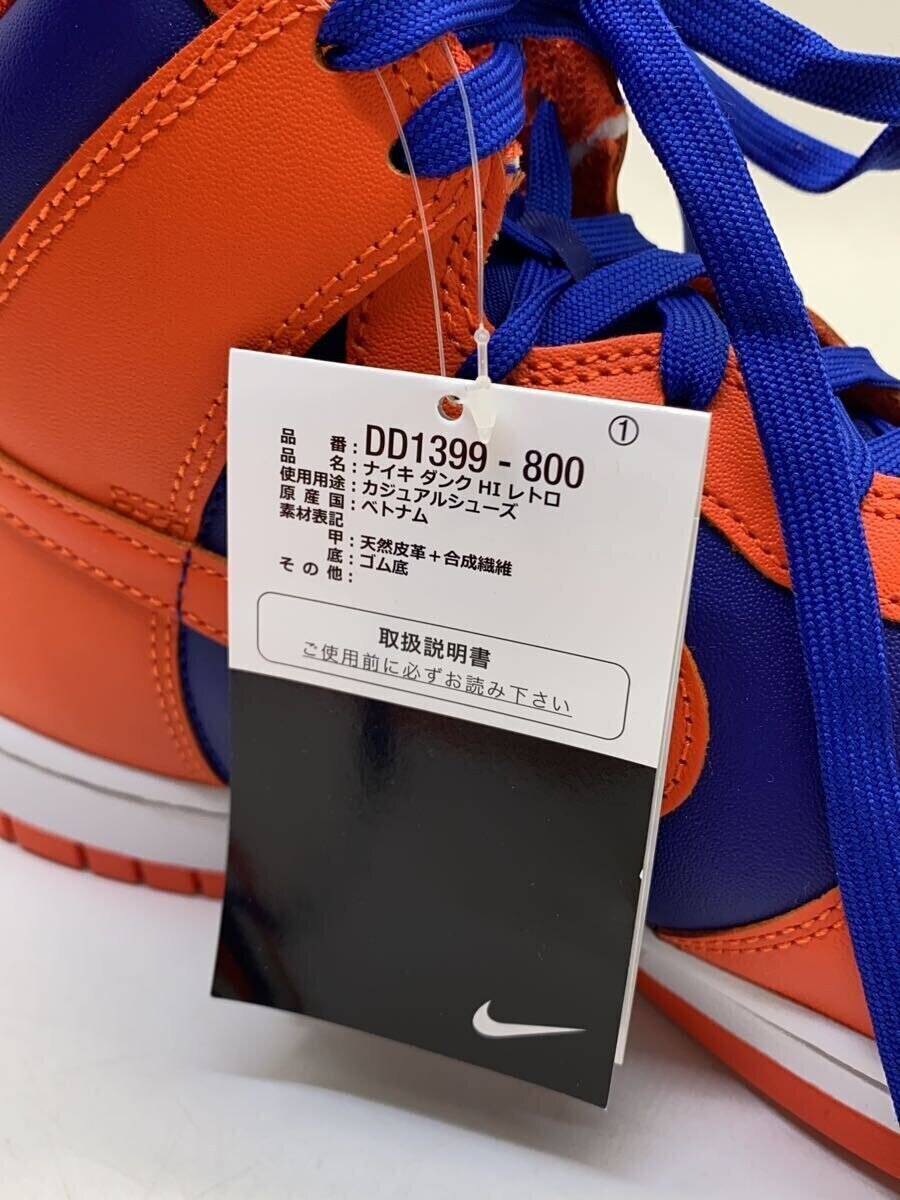 ①
品番:DD1399-800
品名:ナイキ ダンク HI レトロ
使用用途:カジュアルシューズ
原産国:ベトナム
素材表記
甲:天然皮革+合成繊維
底:ゴム底
その他:
取扱説明書
ご使用前に必ずお読み下さい